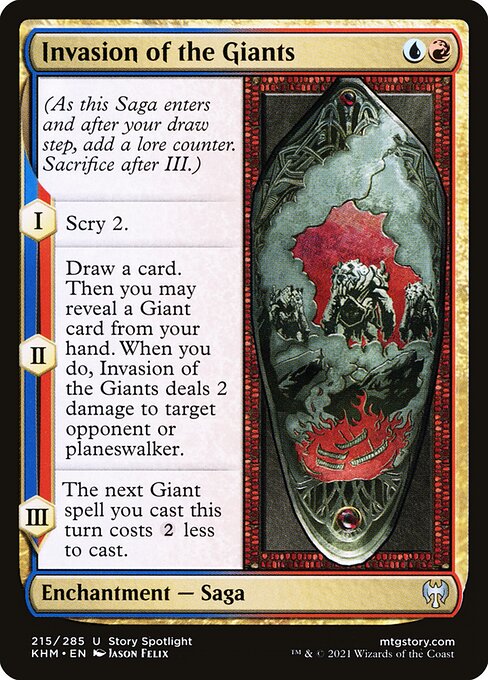 Invasion of the Giants
(As this Saga enters
and after your draw
step, add a lore counter.
Sacrifice after III.)
I
Scry 2.
II
Draw a card.
Then you may
reveal a Giant
card from your
hand. When you
do, Invasion of
the Giants deals 2
damage to target
opponent or
planeswalker.
III
The next Giant
spell you cast this
turn costs 2 less
to cast.
Enchantment — Saga
215/285 U Story Spotlight
KHM • EN Jason Felix
mtgstory.com
™ & © 2021 Wizards of the Coast